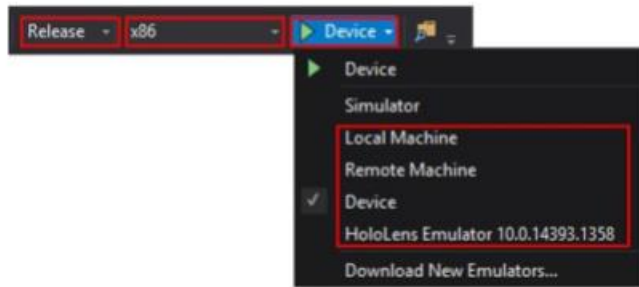 Release x86 Device
Device
Simulator
Local Machine
Remote Machine
Device
HoloLens Emulator 10.0.14393.1358
Download New Emulators...